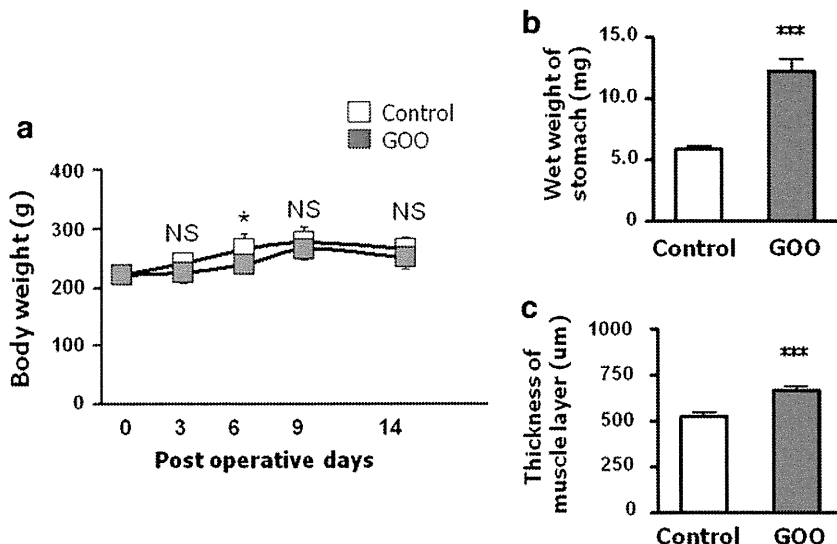 a
Control
GOO
Body weight (g)
400
300
200
100
0
NS
*
NS
NS
0 3 6 9 14
Post operative days
b
Wet weight of
stomach (mg)
15.0
10.0
5.0
0
***
Control GOO
c
Thickness of
muscle layer (um)
1000
750
500
250
0
***
Control GOO